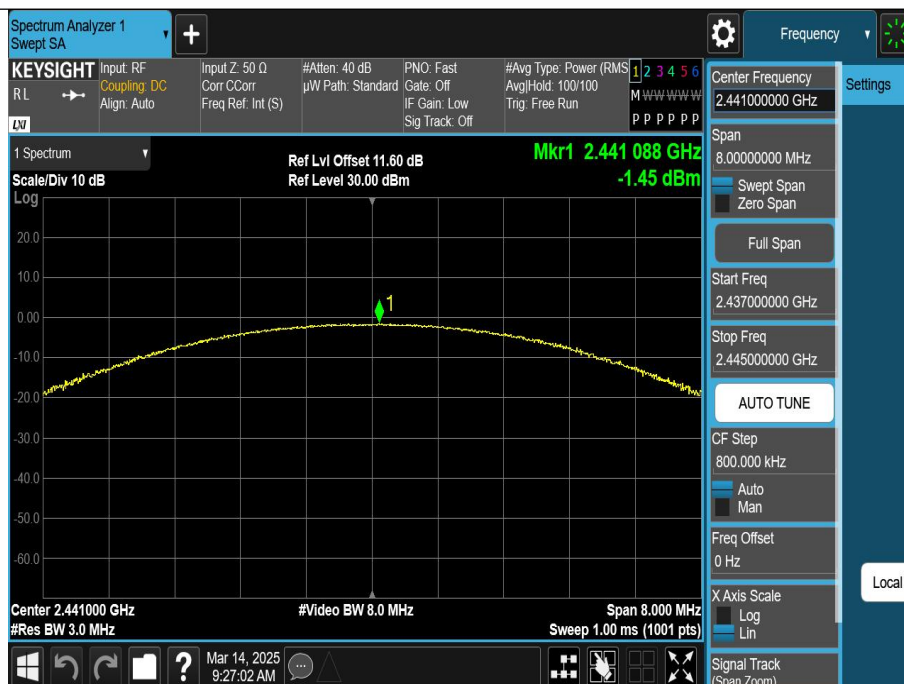 Spectrum Analyzer 1
Swept SA
+
Frequency
KEYSIGHT
R L
LXI
Input: RF
Coupling: DC
Align: Auto
Input Z: 50 Ω
Corr CCorr
Freq Ref: Int (S)
#Atten: 40 dB
µW Path: Standard
PNO: Fast
Gate: Off
IF Gain: Low
Sig Track: Off
#Avg Type: Power (RMS
Avg|Hold: 100/100
Trig: Free Run
1 2 3 4 5 6
M W W W W W
P P P P P P
1 Spectrum
Scale/Div 10 dB
Ref Lvl Offset 11.60 dB
Ref Level 30.00 dBm
Mkr1 2.441 088 GHz
-1.45 dBm
Log
20.0
10.0
0.00
-10.0
-20.0
-30.0
-40.0
-50.0
-60.0
1
Center 2.441000 GHz
#Res BW 3.0 MHz
#Video BW 8.0 MHz
Span 8.000 MHz
Sweep 1.00 ms (1001 pts)
?
Mar 14, 2025
9:27:02 AM
Center Frequency
2.441000000 GHz
Settings
Span
8.00000000 MHz
Swept Span
Zero Span
Full Span
Start Freq
2.437000000 GHz
Stop Freq
2.445000000 GHz
AUTO TUNE
CF Step
800.000 kHz
Auto
Man
Freq Offset
0 Hz
Local
X Axis Scale
Log
Lin
Signal Track
(Span Zoom)